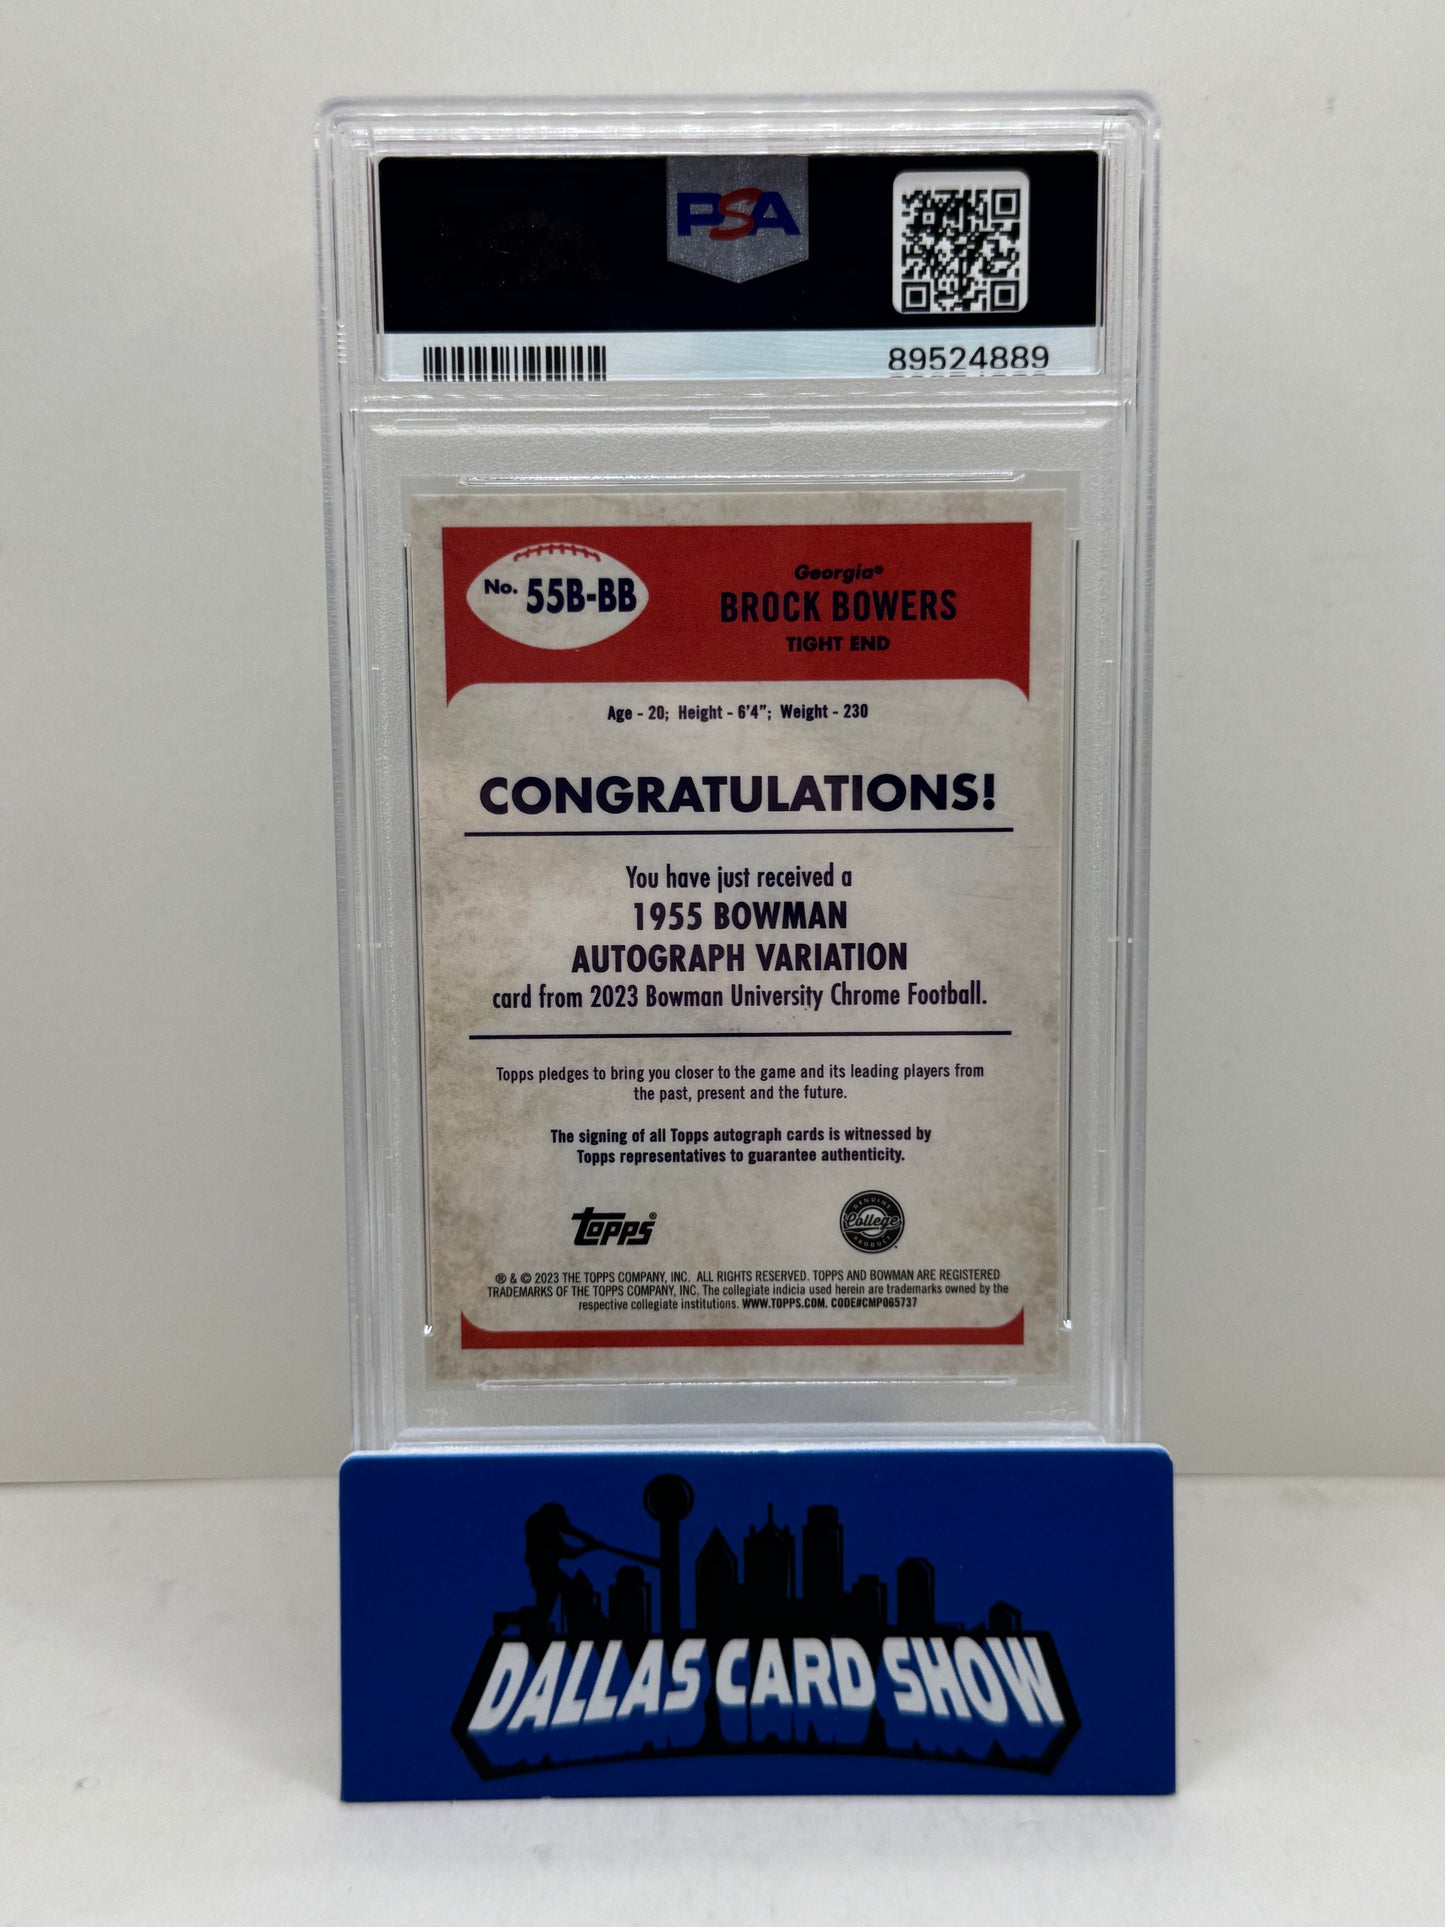 PSA
89524889
No. 55B-BB
Georgia®
BROCK BOWERS
TIGHT END
Age - 20; Height - 6'4"; Weight - 230
CONGRATULATIONS!
You have just received a
1955 BOWMAN
AUTOGRAPH VARIATION
card from 2023 Bowman University Chrome Football.
Topps pledges to bring you closer to the game and its leading players from
the past, present and the future.
The signing of all Topps autograph cards is witnessed by
Topps representatives to guarantee authenticity.
topps®
GENUINE
College
PRODUCT
® & © 2023 THE TOPPS COMPANY, INC. ALL RIGHTS RESERVED. TOPPS AND BOWMAN ARE REGISTERED
TRADEMARKS OF THE TOPPS COMPANY, INC. The collegiate indicia used herein are trademarks owned by the
respective collegiate institutions. WWW.TOPPS.COM. CODE#CMP065737
DALLAS CARD SHOW